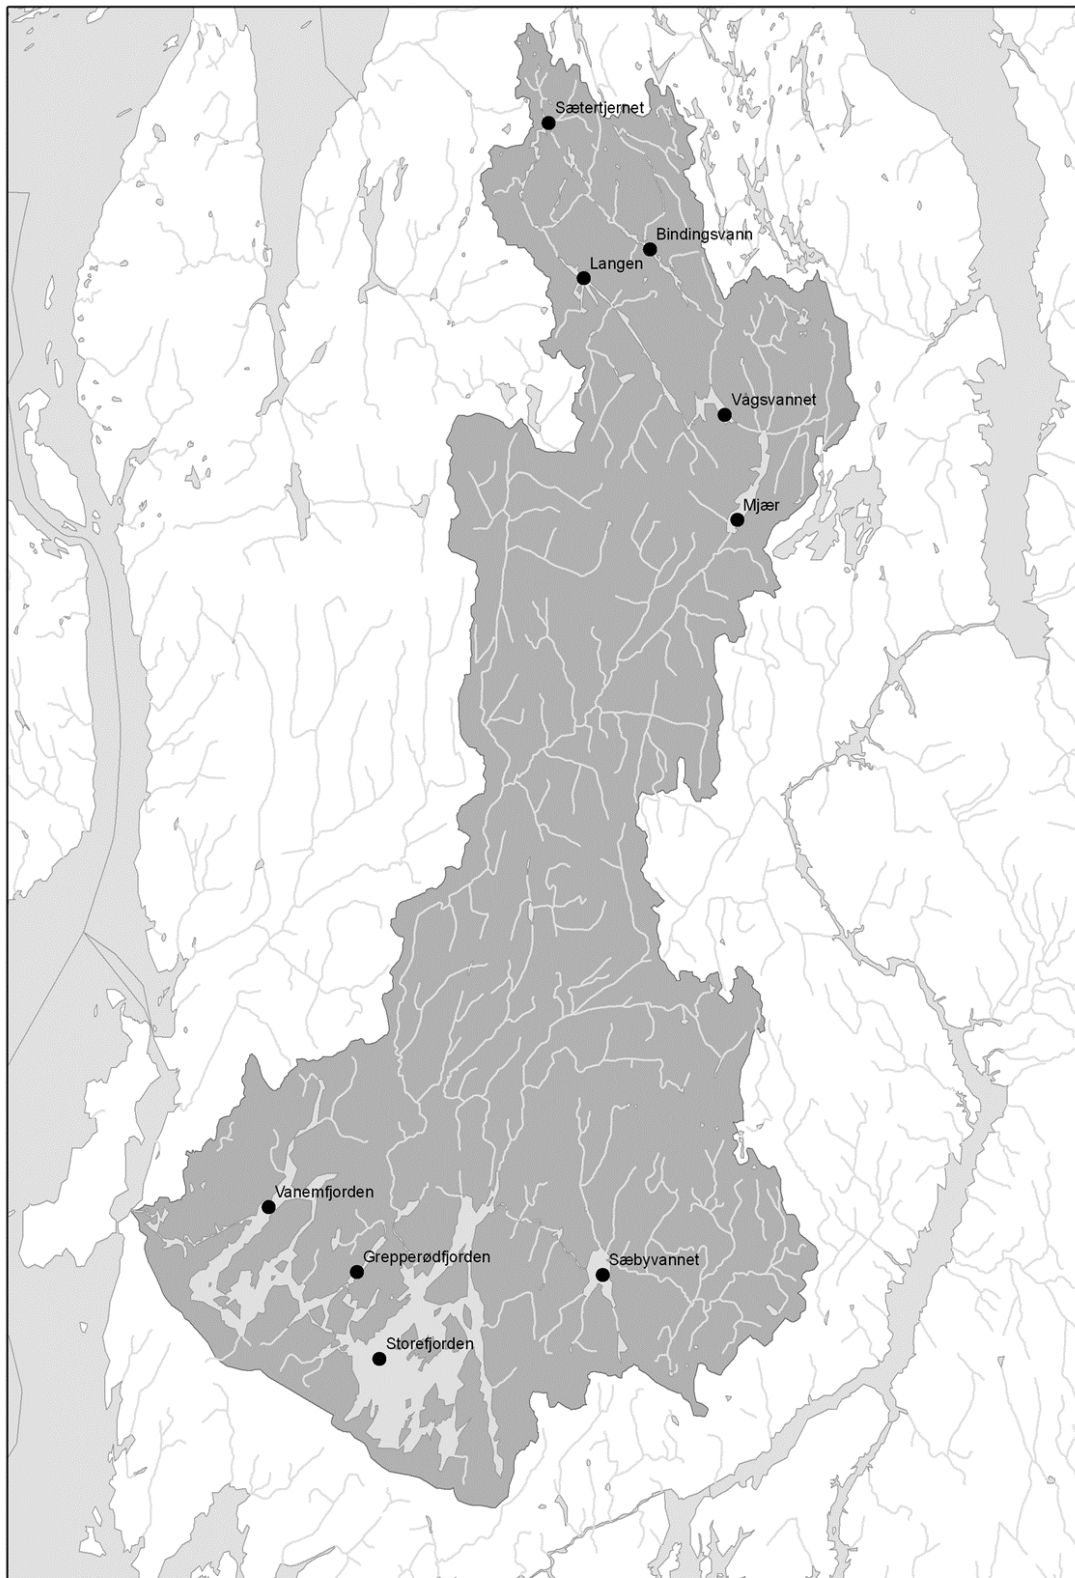 Sætertjernet
Bindingsvann
Langen
Vågsvannet
Mjær
Vanemfjorden
Grepperødfjorden
Sæbyvannet
Storefjorden